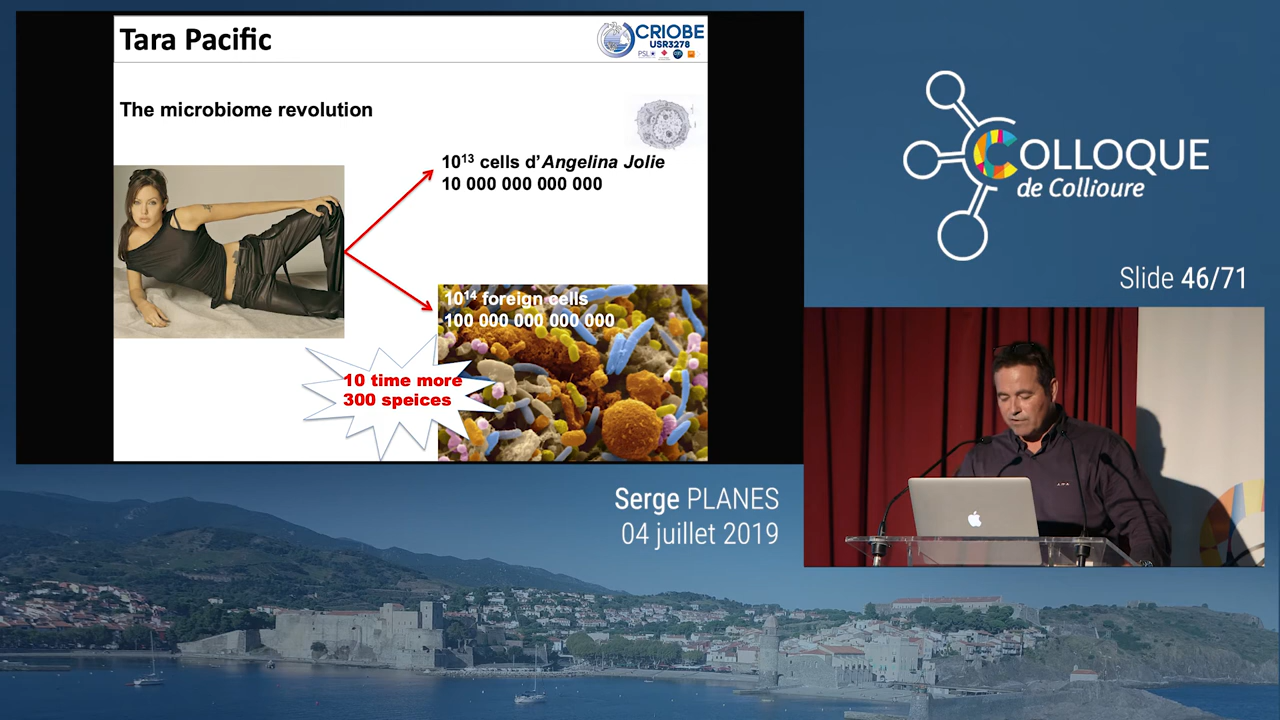 Tara Pacific
CRIOBE
USR3278
PSL
The microbiome revolution
10¹³ cells d’Angelina Jolie
10 000 000 000 000
10¹⁴ foreign cells
100 000 000 000 000
10 time more
300 speices
COLLOQUE
de Collioure
Slide 46/71
Serge PLANES
04 juillet 2019